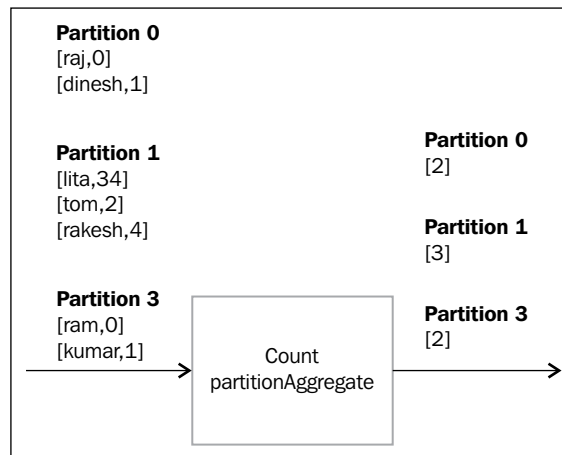 Partition 0
[raj,0]
[dinesh,1]
Partition 1
[lita,34]
[tom,2]
[rakesh,4]
Partition 3
[ram,0]
[kumar,1]
Count
partitionAggregate
Partition 0
[2]
Partition 1
[3]
Partition 3
[2]